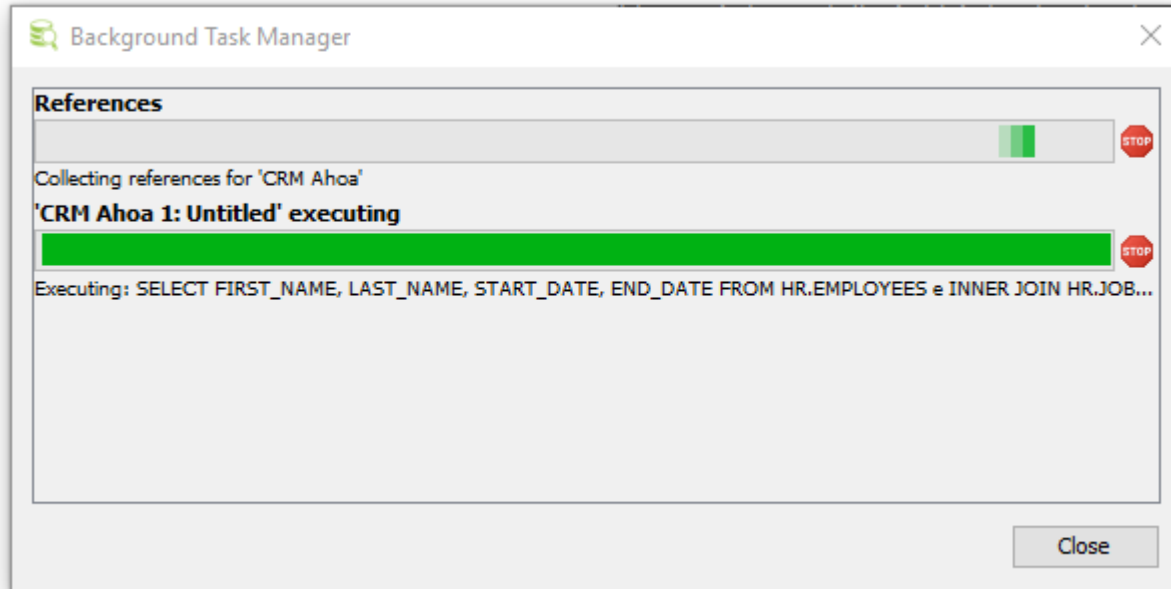 Background Task Manager
References
STOP
Collecting references for 'CRM Ahoa'
'CRM Ahoa 1: Untitled' executing
STOP
Executing: SELECT FIRST_NAME, LAST_NAME, START_DATE, END_DATE FROM HR.EMPLOYEES e INNER JOIN HR.JOB...
Close